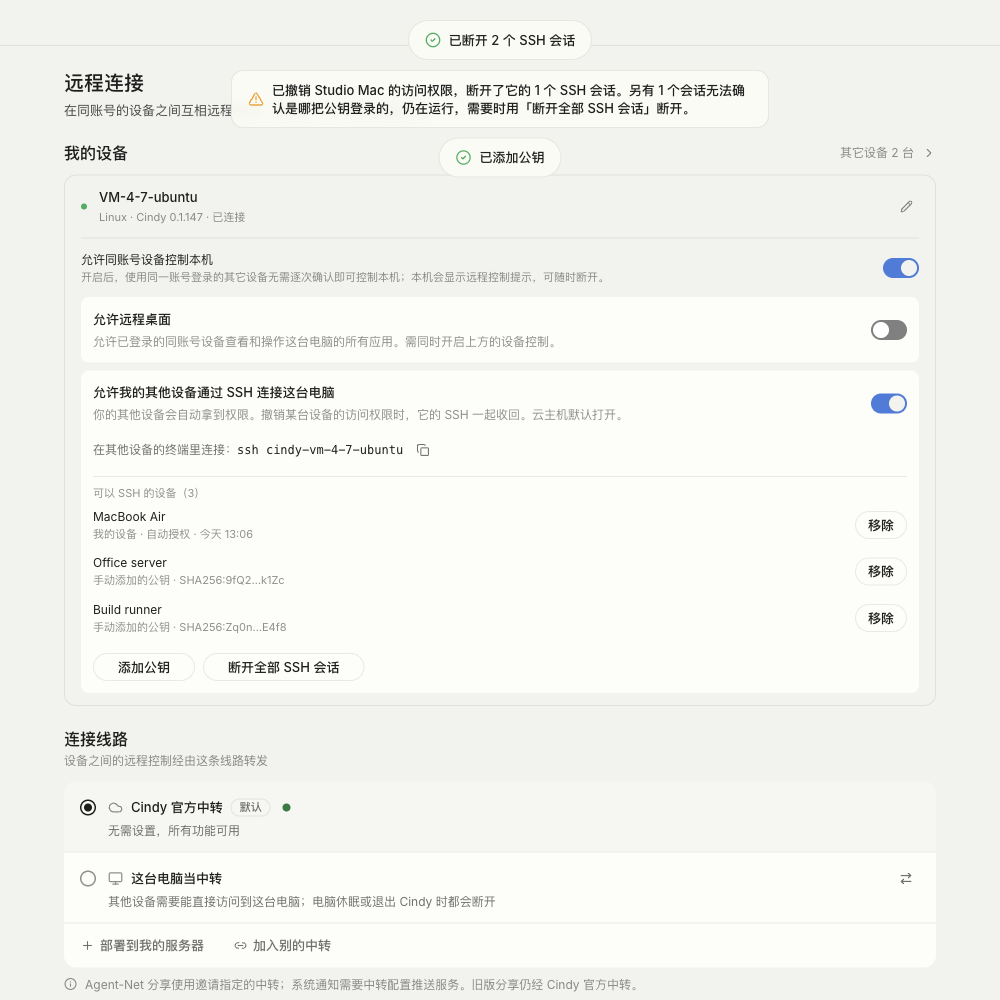 已断开 2 个 SSH 会话
远程连接
在同账号的设备之间互相远程
已撤销 Studio Mac 的访问权限，断开了它的 1 个 SSH 会话。另有 1 个会话无法确
认是哪把公钥登录的，仍在运行，需要时用「断开全部 SSH 会话」断开。
我的设备
已添加公钥
其它设备 2 台
VM-4-7-ubuntu
Linux · Cindy 0.1.147 · 已连接
允许同账号设备控制本机
开启后，使用同一账号登录的其它设备无需逐次确认即可控制本机；本机会显示远程控制提示，可随时断开。
允许远程桌面
允许已登录的同账号设备查看和操作这台电脑的所有应用。需同时开启上方的设备控制。
允许我的其他设备通过 SSH 连接这台电脑
你的其他设备会自动拿到权限。撤销某台设备的访问权限时，它的 SSH 一起收回。云主机默认打开。
在其他设备的终端里连接：ssh cindy-vm-4-7-ubuntu
可以 SSH 的设备（3）
MacBook Air
我的设备 · 自动授权 · 今天 13:06
移除
Office server
手动添加的公钥 · SHA256:9fQ2…k1Zc
移除
Build runner
手动添加的公钥 · SHA256:Zq0n…E4f8
移除
添加公钥
断开全部 SSH 会话
连接线路
设备之间的远程控制经由这条线路转发
Cindy 官方中转 默认
无需设置，所有功能可用
这台电脑当中转
其他设备需要能直接访问到这台电脑；电脑休眠或退出 Cindy 时都会断开
部署到我的服务器
加入别的中转
Agent-Net 分享使用邀请指定的中转；系统通知需要中转配置推送服务。旧版分享仍经 Cindy 官方中转。